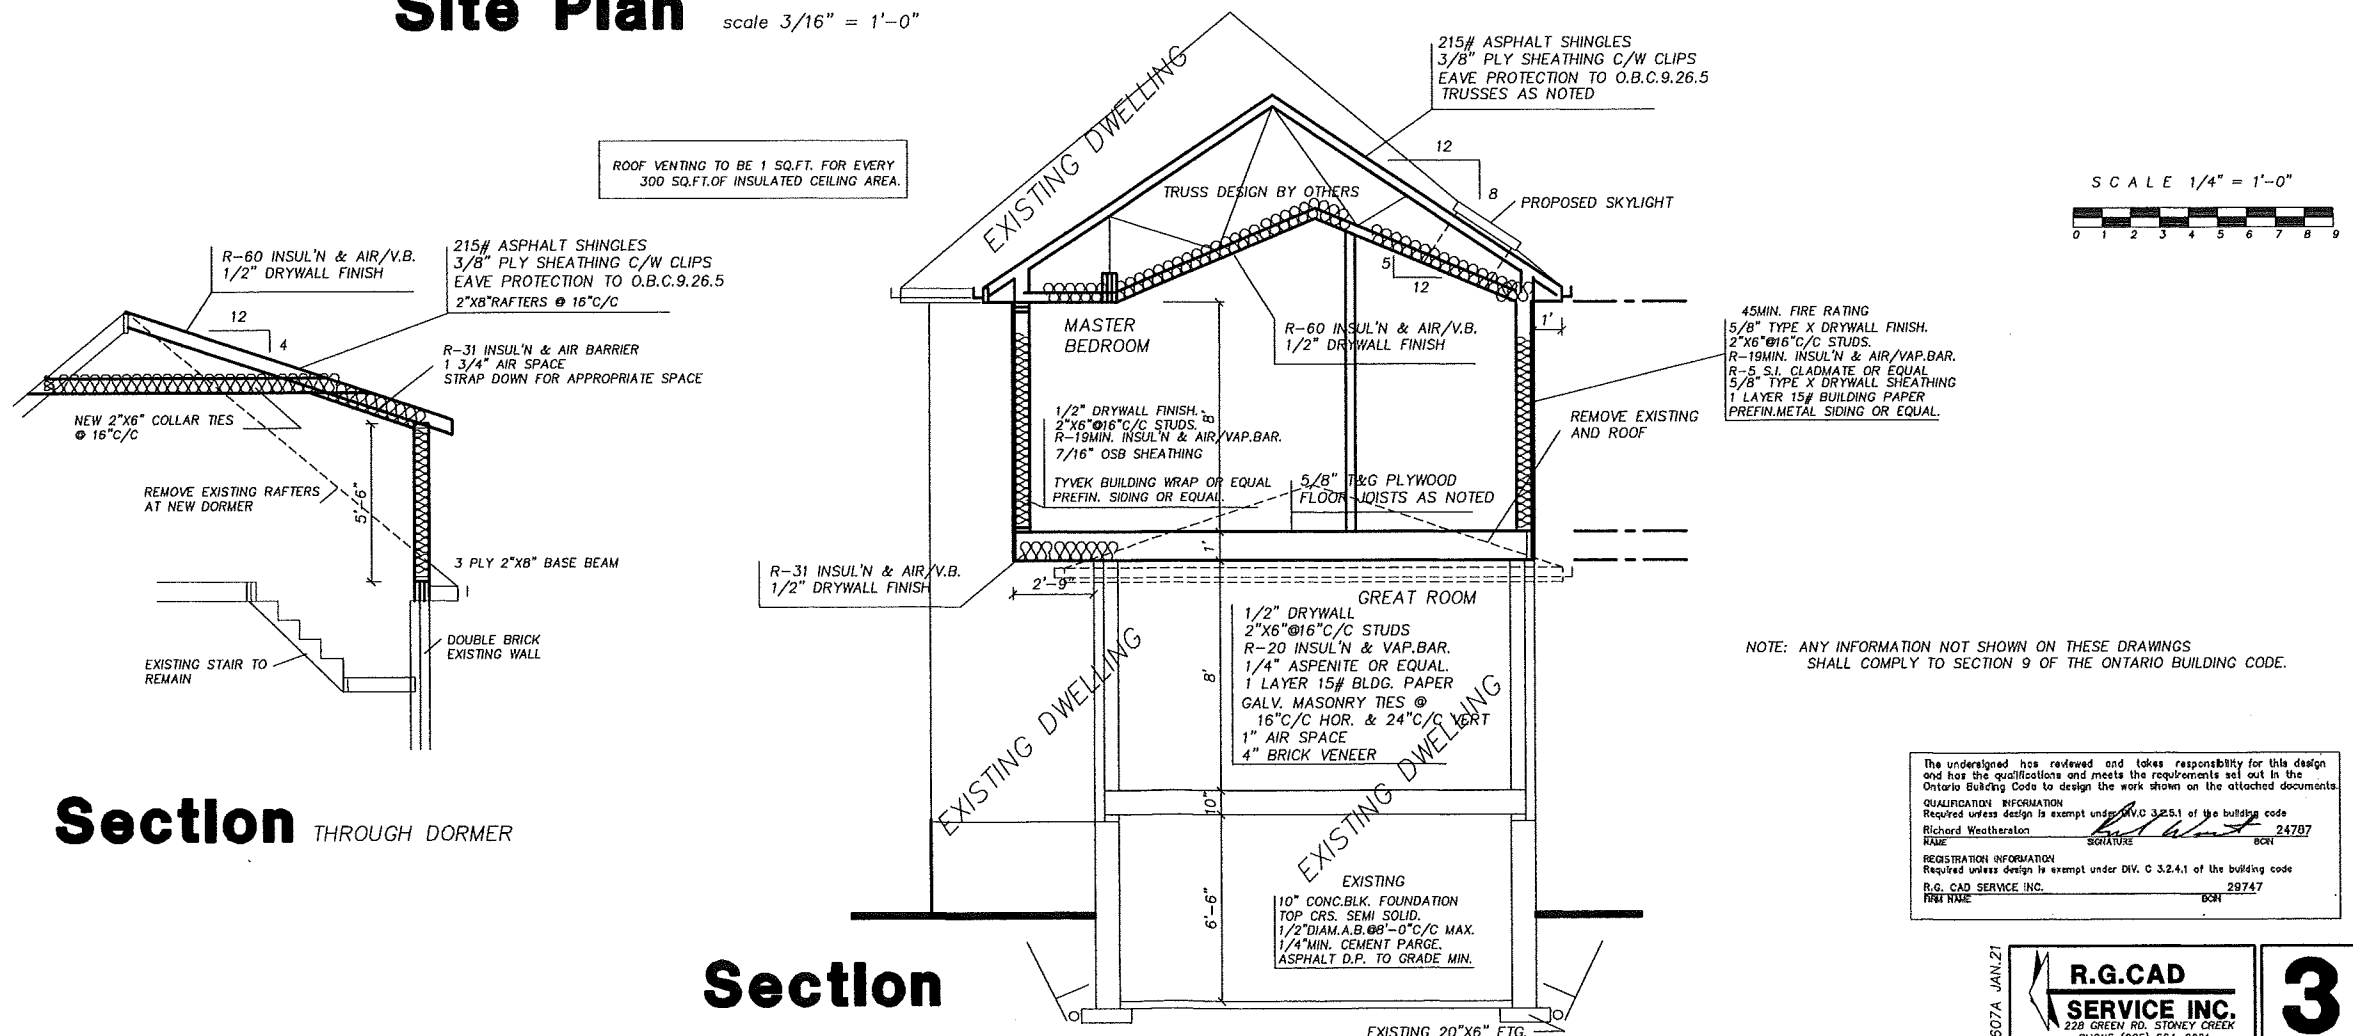 Site Plan scale 3/16" = 1'-0"
ROOF VENTING TO BE 1 SQ.FT. FOR EVERY
300 SQ.FT.OF INSULATED CEILING AREA.
R-60 INSUL'N & AIR/V.B.
1/2" DRYWALL FINISH
215# ASPHALT SHINGLES
3/8" PLY SHEATHING C/W CLIPS
EAVE PROTECTION TO O.B.C.9.26.5
2"X8"RAFTERS @ 16"C/C
12
4
R-31 INSUL'N & AIR BARRIER
1 3/4" AIR SPACE
STRAP DOWN FOR APPROPRIATE SPACE
NEW 2"X6" COLLAR TIES
@ 16"C/C
REMOVE EXISTING RAFTERS
AT NEW DORMER
5'-6"
3 PLY 2"X8" BASE BEAM
DOUBLE BRICK
EXISTING WALL
EXISTING STAIR TO
REMAIN
Section THROUGH DORMER
EXISTING DWELLING
215# ASPHALT SHINGLES
3/8" PLY SHEATHING C/W CLIPS
EAVE PROTECTION TO O.B.C.9.26.5
TRUSSES AS NOTED
12
8
TRUSS DESIGN BY OTHERS
PROPOSED SKYLIGHT
5
12
MASTER
BEDROOM
R-60 INSUL'N & AIR/V.B.
1/2" DRYWALL FINISH
1'
1/2" DRYWALL FINISH.
2"X6"@16"C/C STUDS.
R-19MIN. INSUL'N & AIR/VAP.BAR.
7/16" OSB SHEATHING
TYVEK BUILDING WRAP OR EQUAL
PREFIN. SIDING OR EQUAL.
8'
5/8" T&G PLYWOOD
FLOOR JOISTS AS NOTED
REMOVE EXISTING
AND ROOF
45MIN. FIRE RATING
5/8" TYPE X DRYWALL FINISH.
2"X6"@16"C/C STUDS.
R-19MIN. INSUL'N & AIR/VAP.BAR.
R-5 S.I. CLADMATE OR EQUAL
5/8" TYPE X DRYWALL SHEATHING
1 LAYER 15# BUILDING PAPER
PREFIN.METAL SIDING OR EQUAL.
1'
R-31 INSUL'N & AIR/V.B.
1/2" DRYWALL FINISH
2'-9"
GREAT ROOM
1/2" DRYWALL
2"X6"@16"C/C STUDS
R-20 INSUL'N & VAP.BAR.
1/4" ASPENITE OR EQUAL.
1 LAYER 15# BLDG. PAPER
GALV. MASONRY TIES @
16"C/C HOR. & 24"C/C VERT
1" AIR SPACE
4" BRICK VENEER
8'
EXISTING DWELLING
EXISTING DWELLING
10"
6'-6"
EXISTING
10" CONC.BLK. FOUNDATION
TOP CRS. SEMI SOLID.
1/2"DIAM.A.B.@8'-0"C/C MAX.
1/4"MIN. CEMENT PARGE.
ASPHALT D.P. TO GRADE MIN.
EXISTING 20"X6" FTG.
Section
SCALE 1/4" = 1'-0"
0 1 2 3 4 5 6 7 8 9
NOTE: ANY INFORMATION NOT SHOWN ON THESE DRAWINGS
SHALL COMPLY TO SECTION 9 OF THE ONTARIO BUILDING CODE.
The undersigned has reviewed and takes responsibility for this design
and has the qualifications and meets the requirements set out in the
Ontario Building Code to design the work shown on the attached documents.
QUALIFICATION INFORMATION
Required unless design is exempt under DIV.C 3.2.5.1 of the building code
Richard Weatherston 24787
NAME SIGNATURE BCIN
REGISTRATION INFORMATION
Required unless design is exempt under DIV. C 3.2.4.1 of the building code
R.G. CAD SERVICE INC. 29747
FIRM NAME BCIN
607A JAN.21
R.G.CAD
SERVICE INC.
228 GREEN RD. STONEY CREEK
3